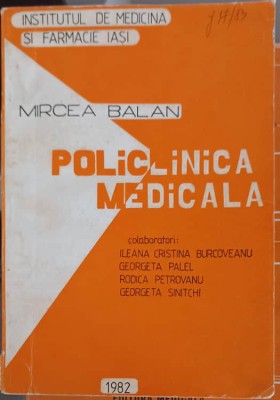 INSTITUTUL DE MEDICINA
ȘI FARMACIE IAȘI
MIRCEA BALAN
POLICLINICA
MEDICALA
colaboratori:
ILEANA CRISTINA BURCOVEANU
GEORGETA PALEL
RODICA PETROVANU
GEORGETA SINITCHI
1982